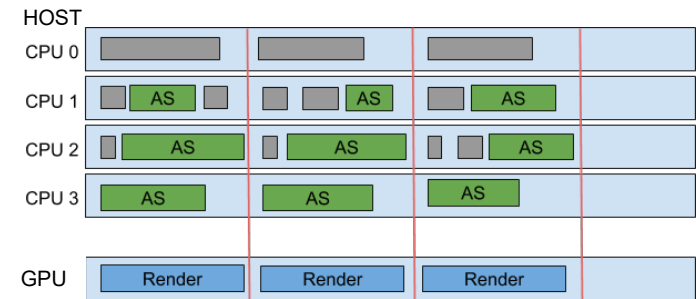 HOST
CPU 0
CPU 1 AS AS AS
CPU 2 AS AS AS
CPU 3 AS AS AS
GPU Render Render Render